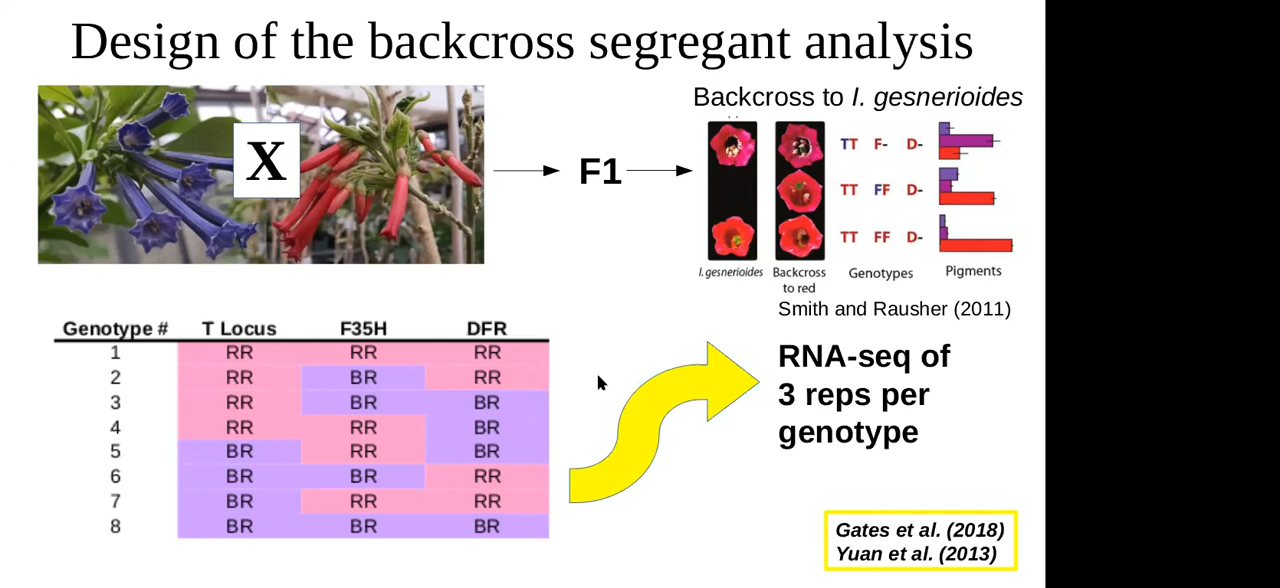 Design of the backcross segregant analysis
X
F1
Backcross to I. gesnerioides
TT F- D-
TT FF D-
TT FF D-
I. gesnerioides
Backcross
to red
Genotypes
Pigments
Smith and Rausher (2011)
Genotype # T Locus F35H DFR
1 RR RR RR
2 RR BR RR
3 RR BR BR
4 RR RR BR
5 BR RR BR
6 BR BR RR
7 BR RR RR
8 BR BR BR
RNA-seq of
3 reps per
genotype
Gates et al. (2018)
Yuan et al. (2013)